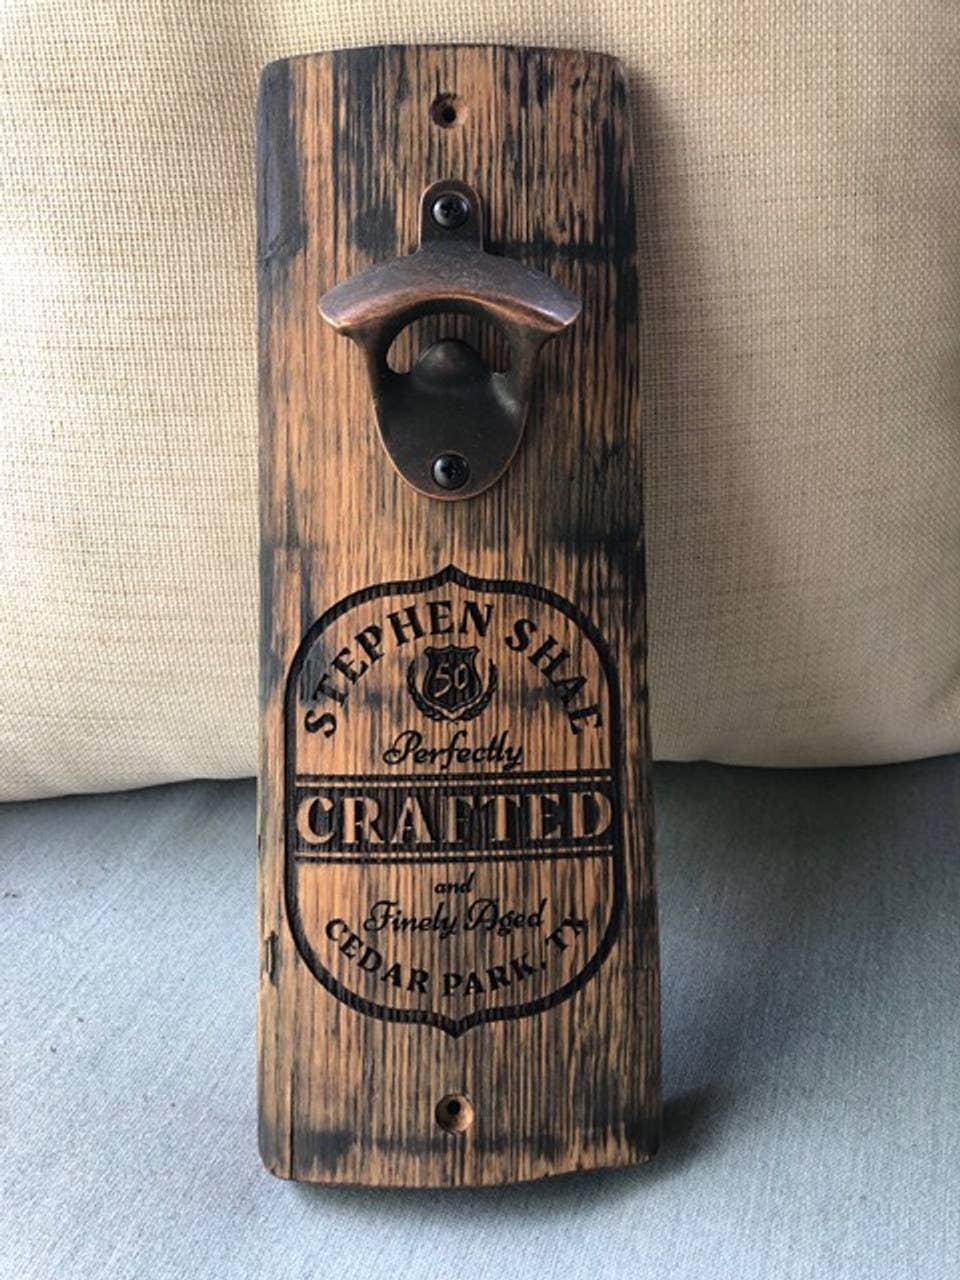 STEPHEN SHAE
50
Perfectly
CRAFTED
and
Finely Aged
CEDAR PARK, TX